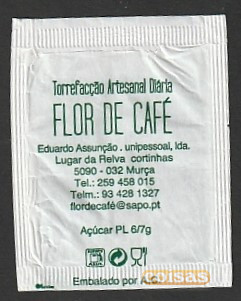 Torrefacção Artesanal Diária
FLOR DE CAFÉ
Eduardo Assunção . unipessoal, lda.
Lugar da Relva cortinhas
5090 - 032 Murça
Tel.: 259 458 015
Telm.: 93 428 1327
flordecafé@sapo.pt
Açúcar PL 6/7g
Embalado por A.C.
coisas